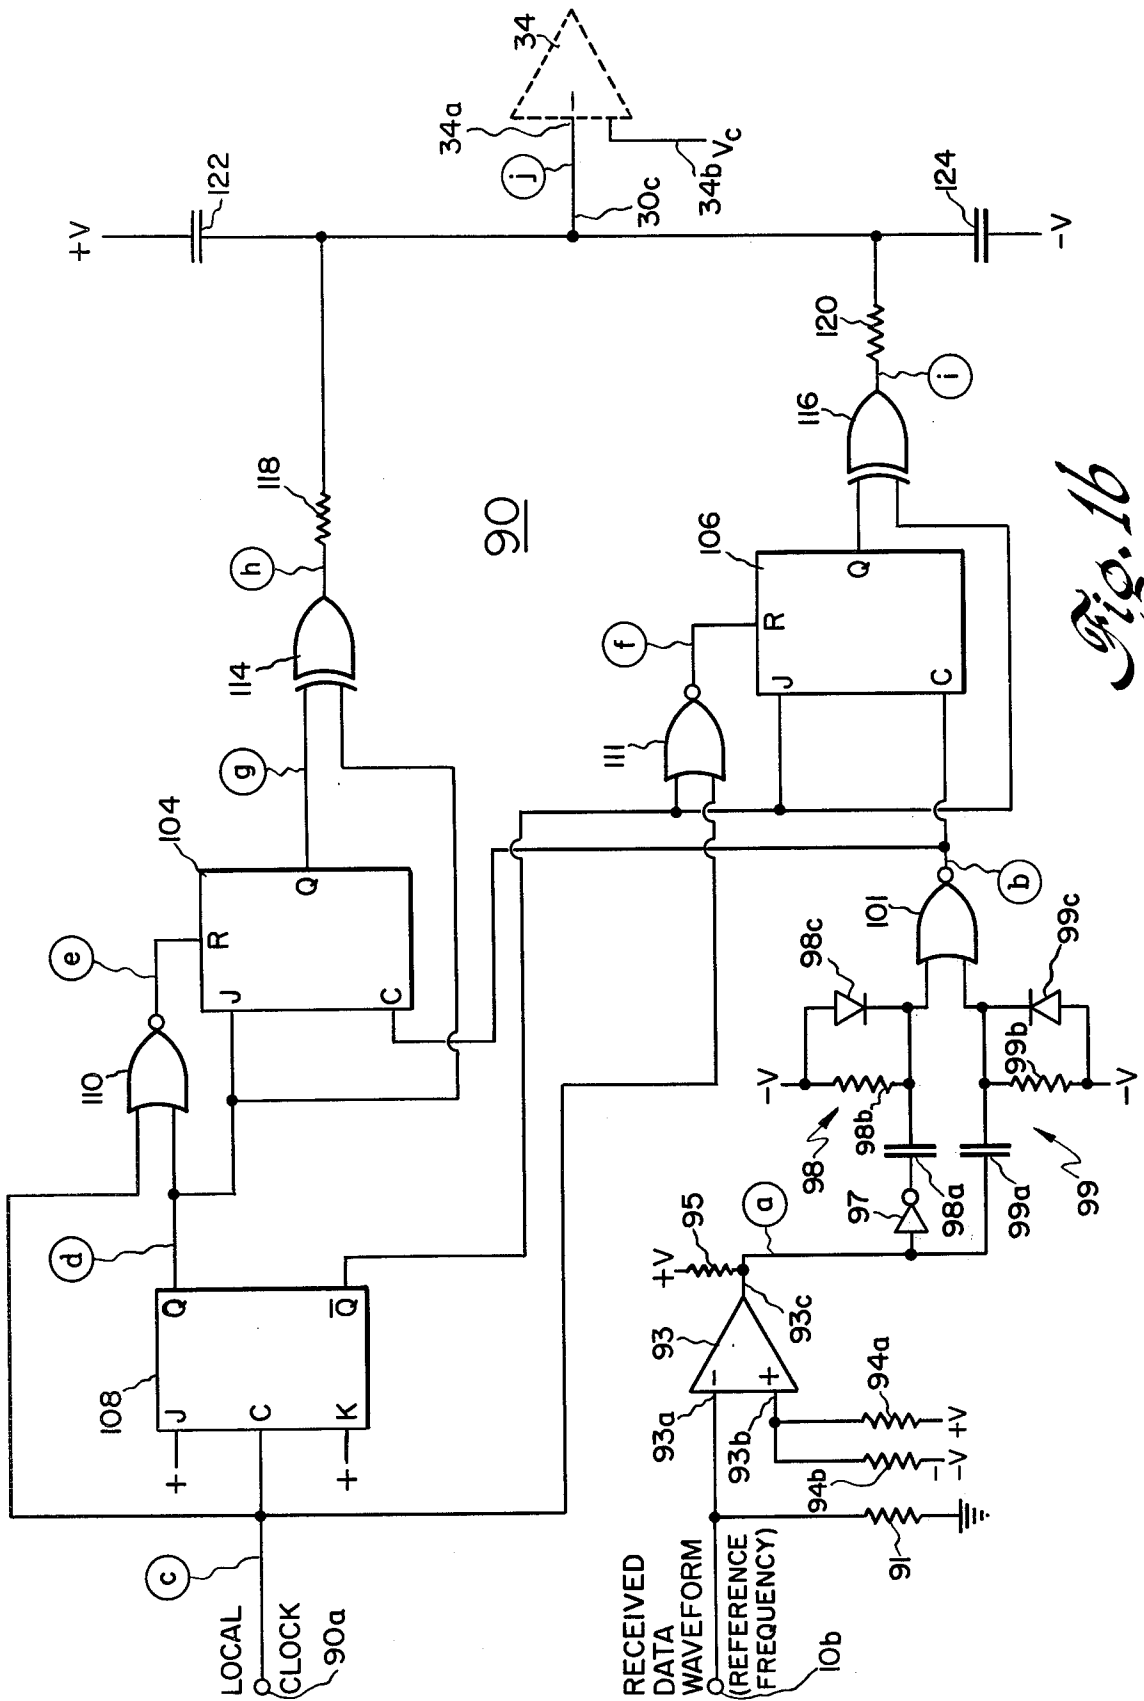 +V
122
34
34a
j
30c
34b
Vc
124
-V
118
h
114
90
120
i
116
g
104
Q
R
J
C
e
110
f
111
106
R
Q
J
C
d
108
J
Q
C
K
Q̅
+
+
c
LOCAL
CLOCK
90a
b
101
98c
99c
-V
98b
98
98a
99b
-V
99a
99
97
a
95
+V
93
93c
-
+
93a
93b
94a
+V
94b
-V
91
RECEIVED
DATA
WAVEFORM
(REFERENCE
FREQUENCY)
10b
Fig. 1b